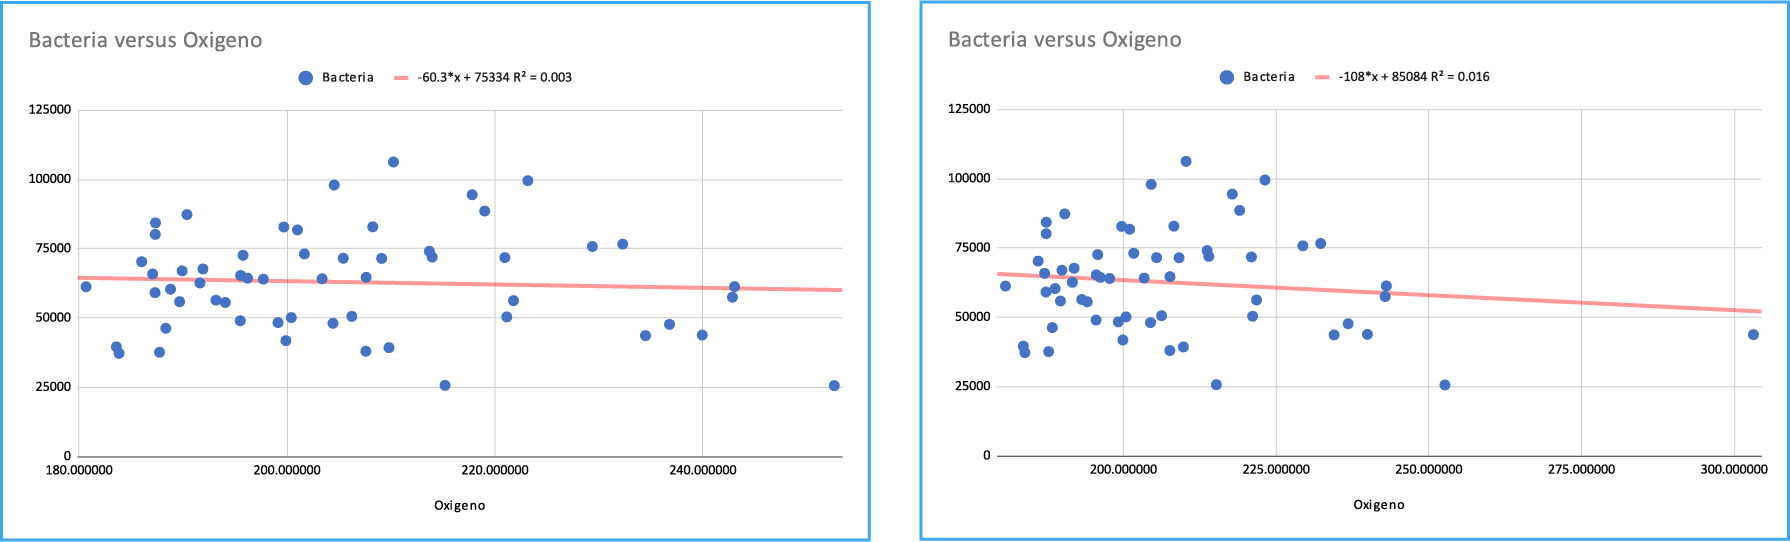 Bacteria versus Oxigeno
Bacteria -60.3*x + 75334 R² = 0.003
125000
100000
75000
50000
25000
0
180.000000 200.000000 220.000000 240.000000
Oxigeno
Bacteria versus Oxigeno
Bacteria -108*x + 85084 R² = 0.016
125000
100000
75000
50000
25000
0
200.000000 225.000000 250.000000 275.000000 300.000000
Oxigeno